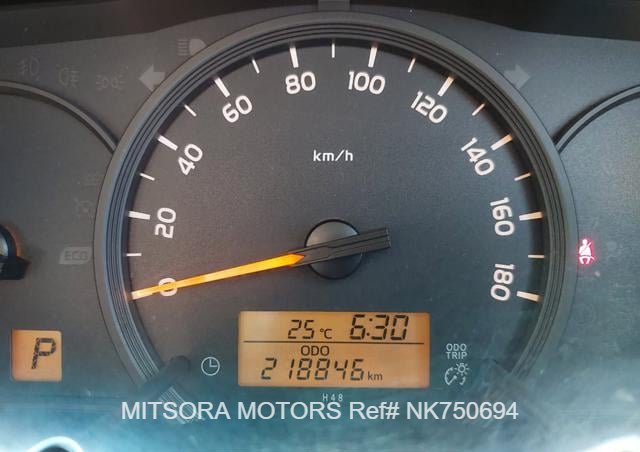 80
100
60
120
40
km/h
140
20
160
ECO
0
180
25 °C 6:30
P
ODO
218846 km
ODO
TRIP
H48
MITSORA MOTORS Ref# NK750694